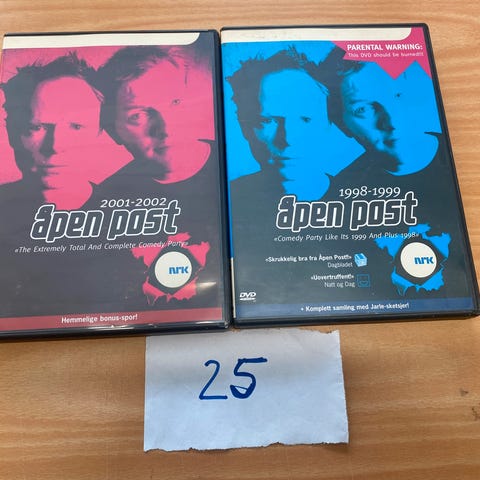 2001-2002
åpen post
«The Extremely Total And Complete Comedy Party»
NRK
Hemmelige bonus-spor!
PARENTAL WARNING:
This DVD should be burnedt!
1998-1999
åpen post
«Comedy Party Like Its 1999 And Plus 1998»
«Skrukkelig bra fra Åpen Post!»
Dagbladet
«Uovertruffent!»
Natt og Dag
NRK
DVD
+ Komplett samling med Jarle-sketsjer!
25